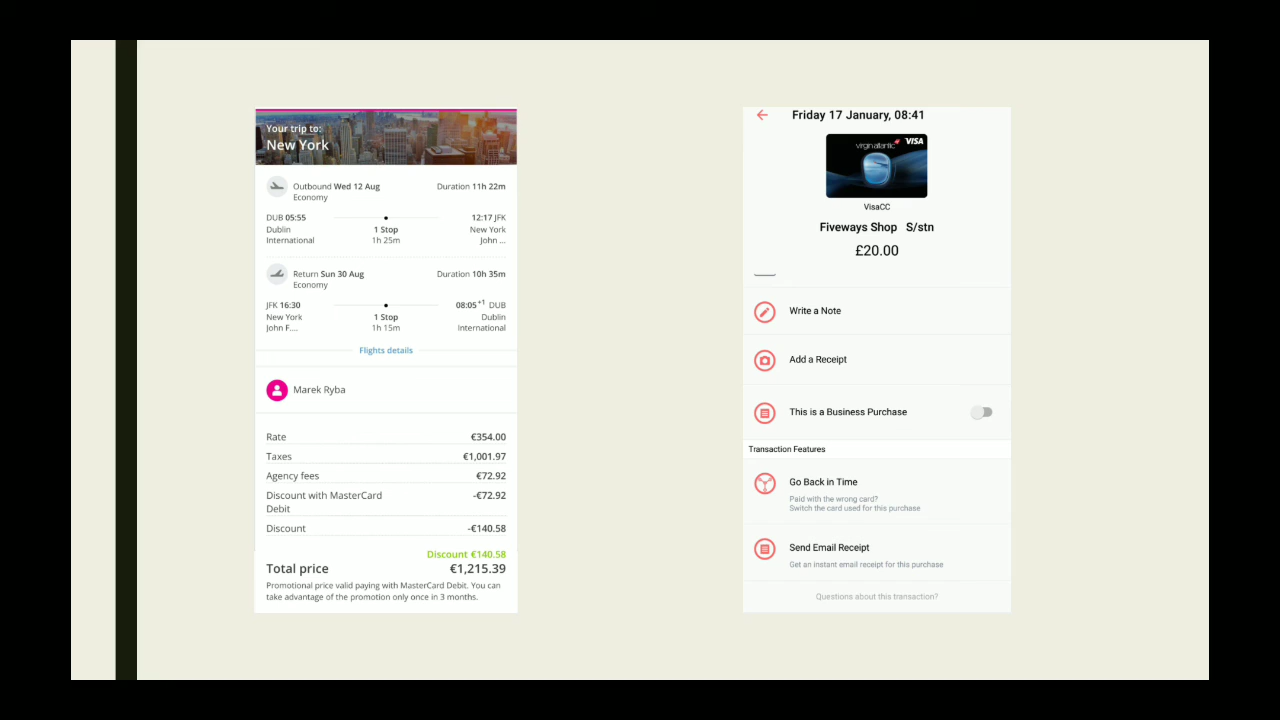 Your trip to:
New York
Outbound Wed 12 Aug
Duration 11h 22m
Economy
DUB 05:55
12:17 JFK
Dublin
1 Stop
New York
International
1h 25m
John ...
Return Sun 30 Aug
Duration 10h 35m
Economy
JFK 16:30
08:05+1 DUB
New York
1 Stop
Dublin
John F....
1h 15m
International
Flights details
Marek Ryba
Rate €354.00
Taxes €1,001.97
Agency fees €72.92
Discount with MasterCard -€72.92
Debit
Discount -€140.58
Discount €140.58
Total price €1,215.39
Promotional price valid paying with MasterCard Debit. You can
take advantage of the promotion only once in 3 months.
Friday 17 January, 08:41
virgin atlantic VISA
VisaCC
Fiveways Shop S/stn
£20.00
Write a Note
Add a Receipt
This is a Business Purchase
Transaction Features
Go Back in Time
Paid with the wrong card?
Switch the card used for this purchase
Send Email Receipt
Get an instant email receipt for this purchase
Questions about this transaction?